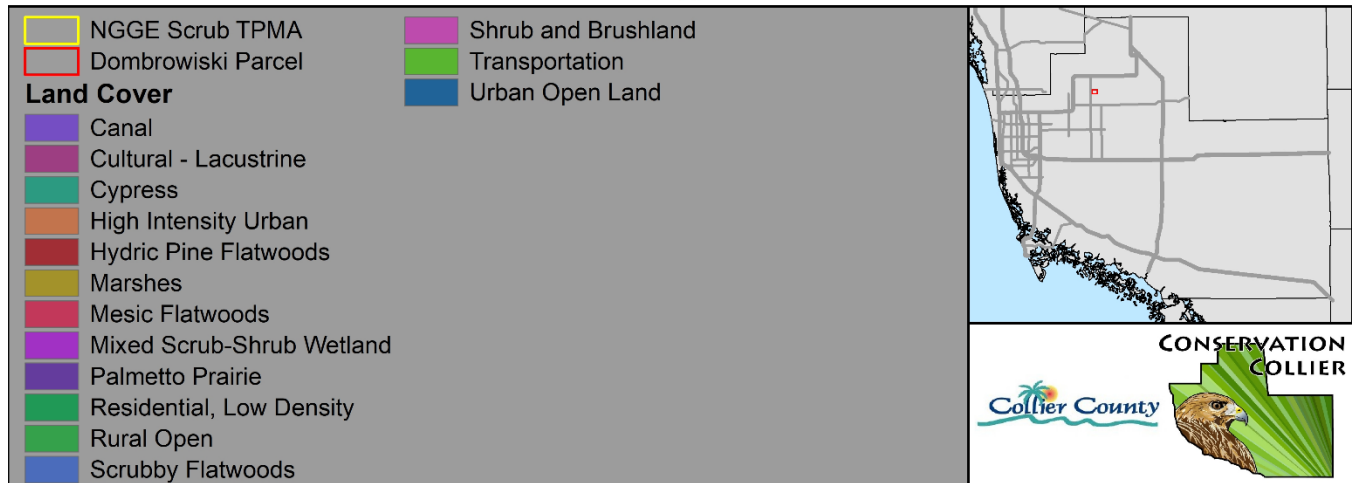 NGGE Scrub TPMA
Dombrowiski Parcel
Land Cover
Canal
Cultural - Lacustrine
Cypress
High Intensity Urban
Hydric Pine Flatwoods
Marshes
Mesic Flatwoods
Mixed Scrub-Shrub Wetland
Palmetto Prairie
Residential, Low Density
Rural Open
Scrubby Flatwoods
Shrub and Brushland
Transportation
Urban Open Land
Collier County
CONSERVATION
COLLIER